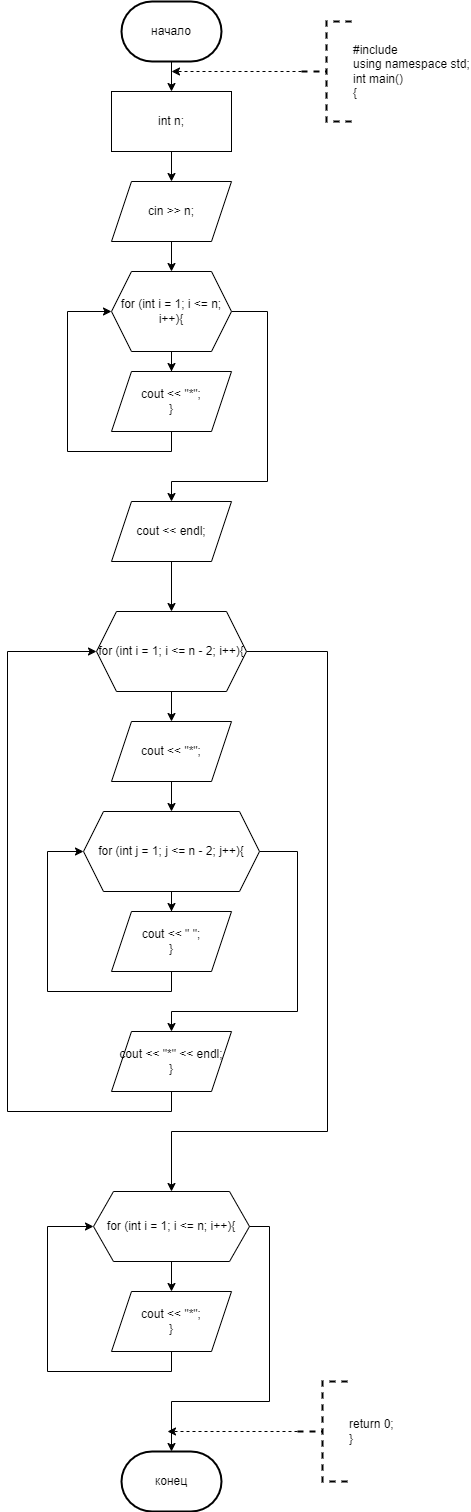 начало
#include
using namespace std;
int main()
{
int n;
cin >> n;
for (int i = 1; i <= n;
i++){
cout << "*";
}
cout << endl;
for (int i = 1; i <= n - 2; i++){
cout << "*";
for (int j = 1; j <= n - 2; j++){
cout << " ";
}
cout << "*" << endl;
}
for (int i = 1; i <= n; i++){
cout << "*";
}
return 0;
}
конец